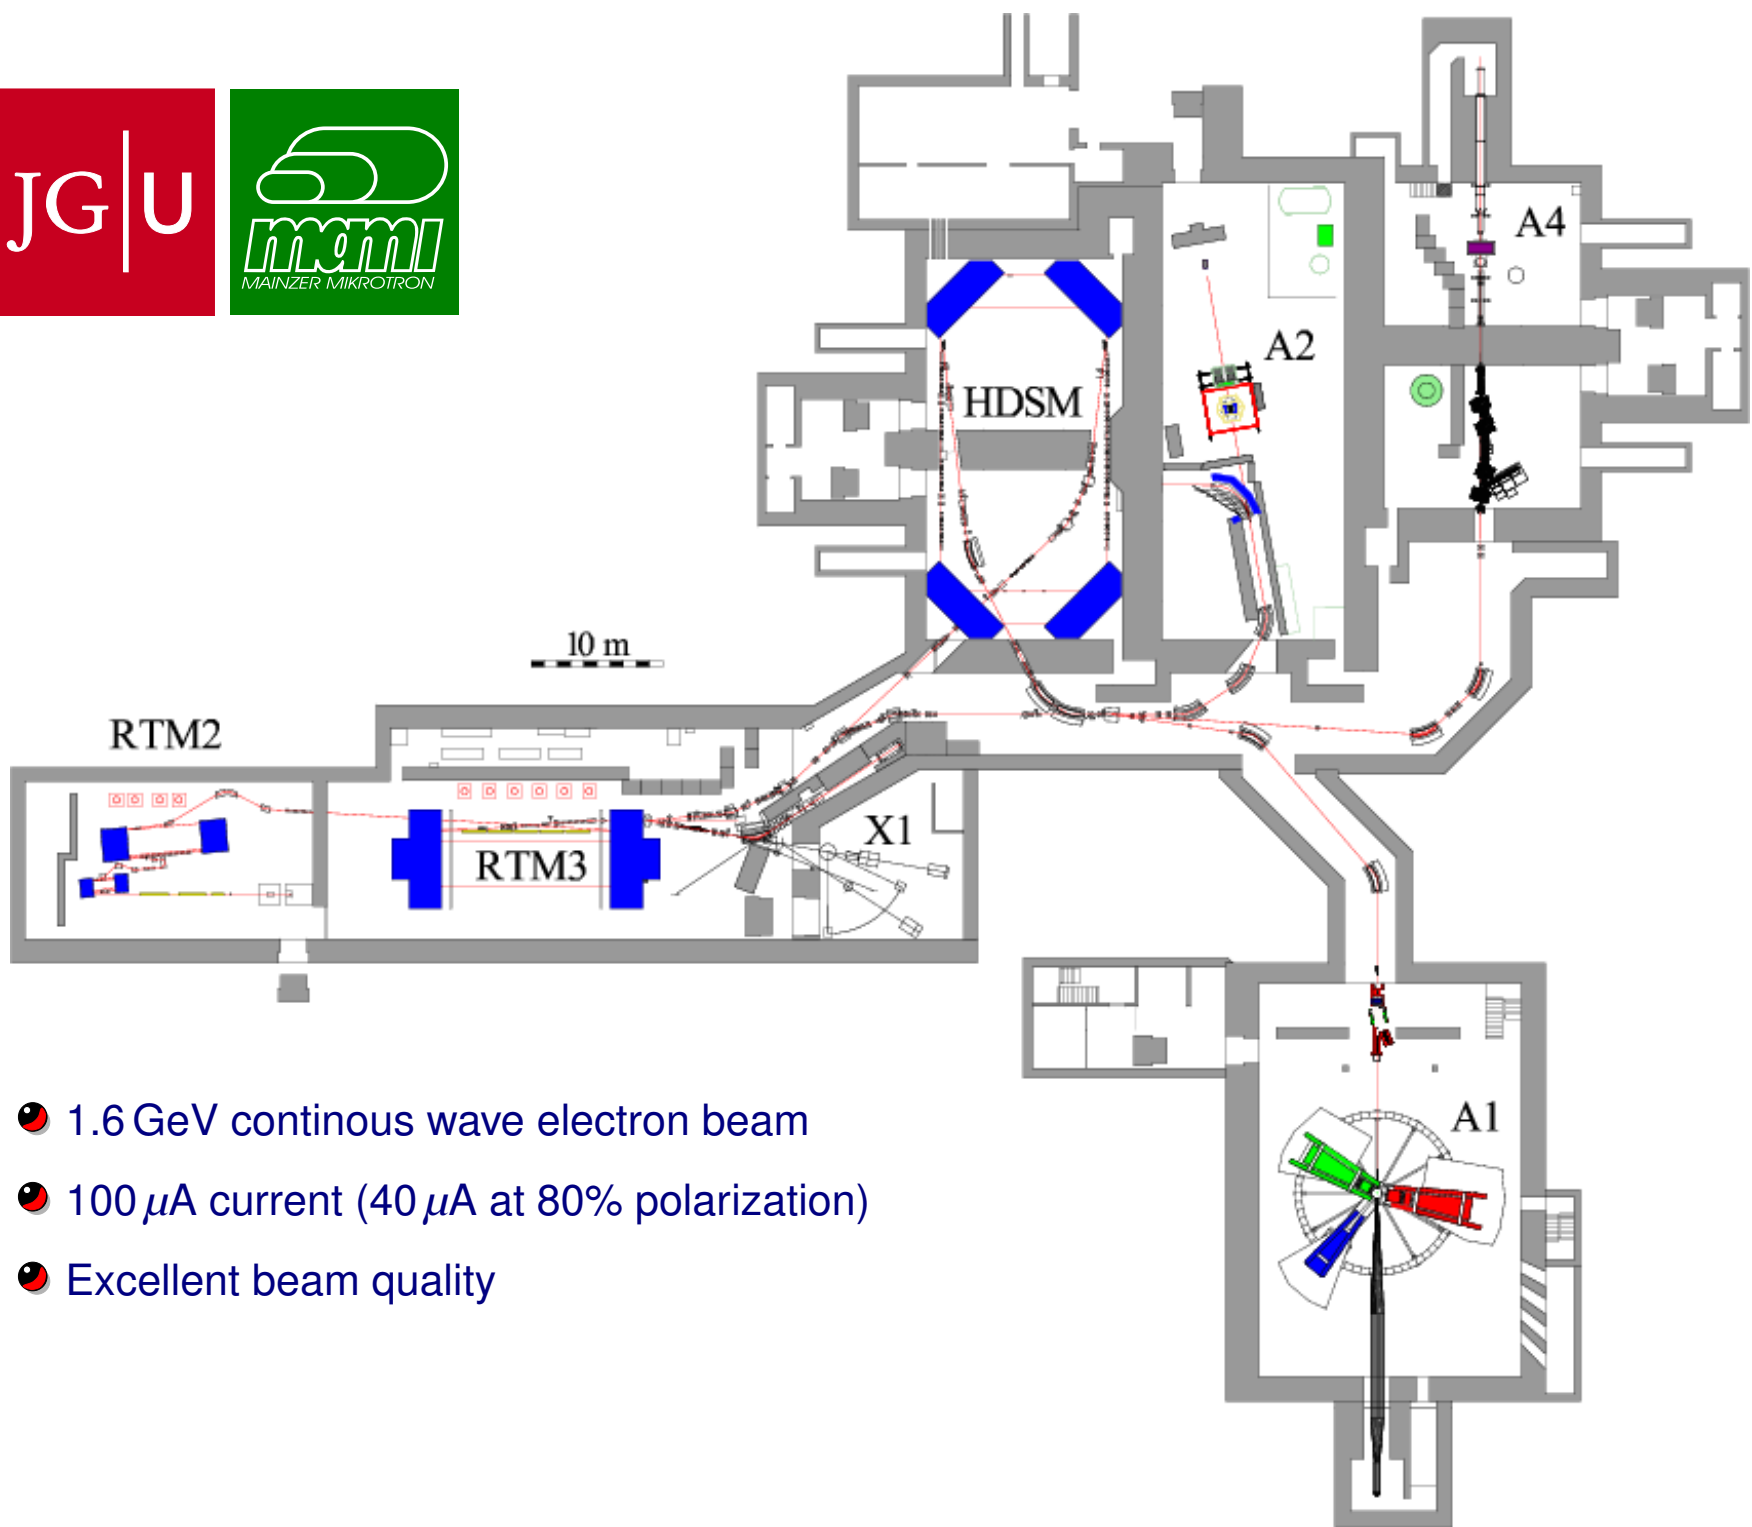 JG|U
mami
MAINZER MIKROTRON
A4
A2
HDSM
10 m
RTM2
RTM3
X1
A1
1.6 GeV continous wave electron beam
100 μA current (40 μA at 80% polarization)
Excellent beam quality